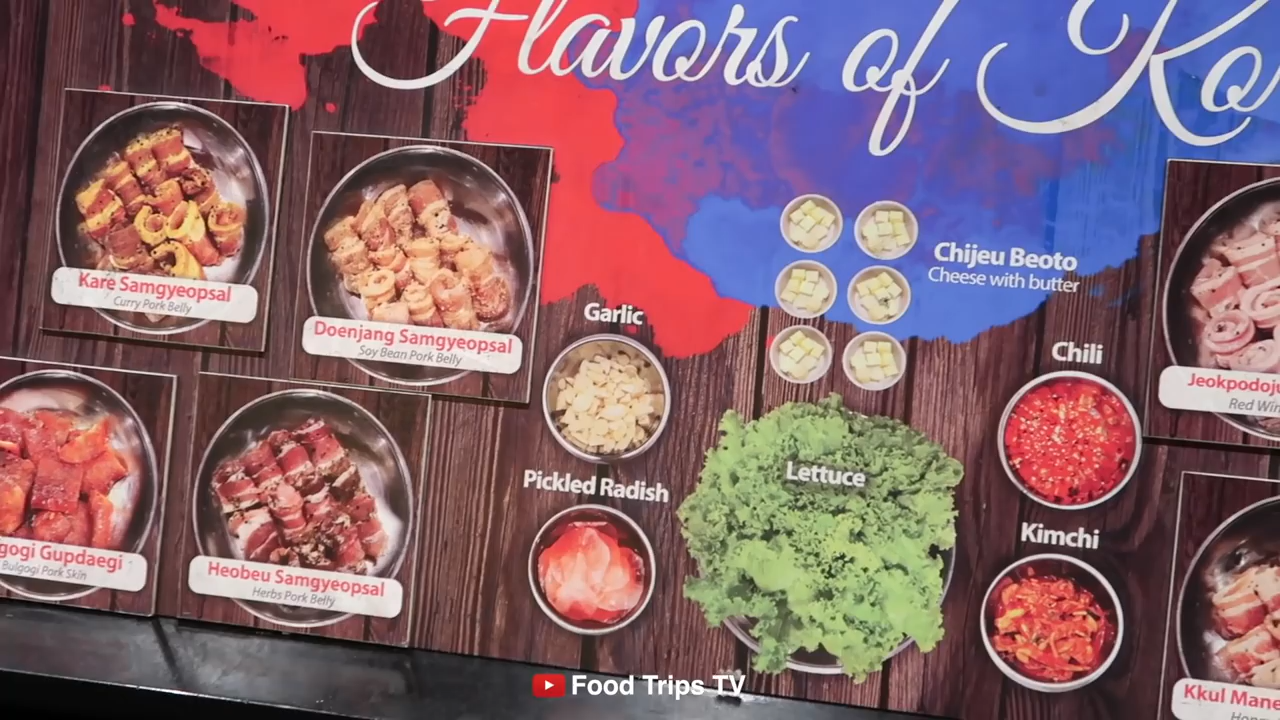 Flavors of Ko
Kare Samgyeopsal
Curry Pork Belly
Doenjang Samgyeopsal
Soy Bean Pork Belly
Garlic
Chijeu Beoto
Cheese with butter
Chili
Jeokpodoj
Red Win
Lettuce
Pickled Radish
Kimchi
gogi Gupdaegi
Bulgogi Pork Skin
Heobeu Samgyeopsal
Herbs Pork Belly
Kkul Mane
Food Trips TV